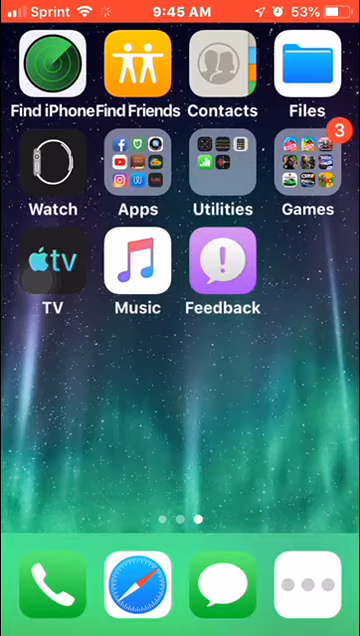 Sprint 9:45 AM 53%
Find iPhone Find Friends Contacts Files
3
Watch Apps Utilities Games
tv
TV Music Feedback